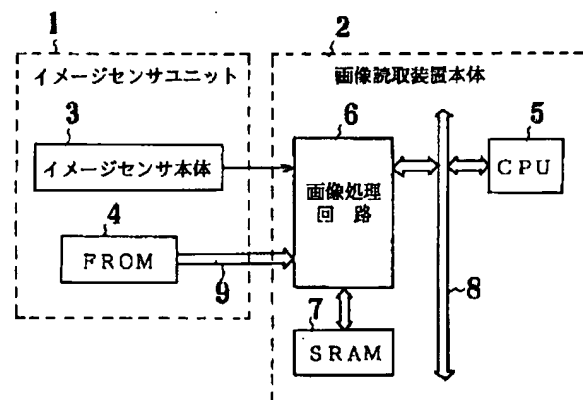 1
2
イメージセンサユニット
画像読取装置本体
3
6
5
イメージセンサ本体
画像処理
回 路
CPU
4
FROM
9
8
7
SRAM